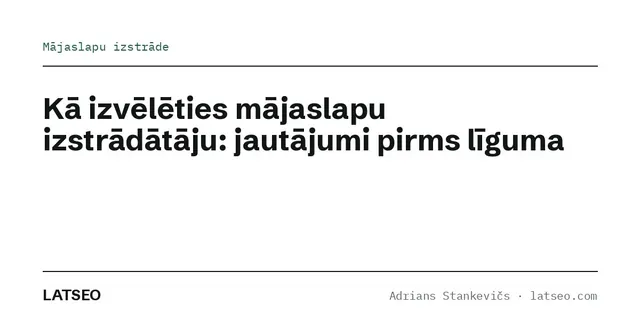 Mājaslapu izstrāde
Kā izvēlēties mājaslapu
izstrādātāju: jautājumi pirms līguma
LATSEO
Adrians Stankevičs · latseo.com